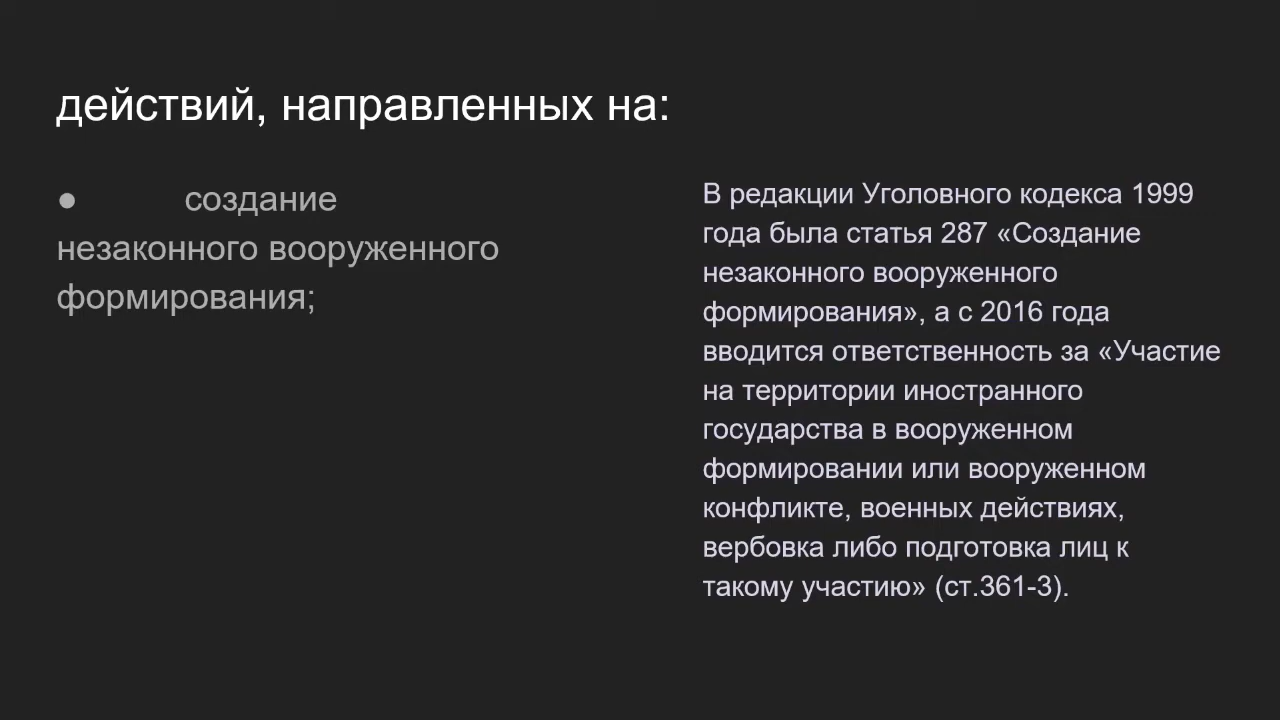 действий, направленных на:
● создание
незаконного вооруженного
формирования;
В редакции Уголовного кодекса 1999
года была статья 287 «Создание
незаконного вооруженного
формирования», а с 2016 года
вводится ответственность за «Участие
на территории иностранного
государства в вооруженном
формировании или вооруженном
конфликте, военных действиях,
вербовка либо подготовка лиц к
такому участию» (ст.361-3).